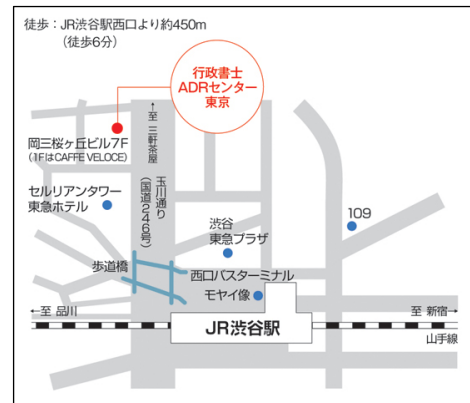 徒歩：JR渋谷駅西口より約450m
（徒歩6分）
行政書士
ADRセンター
東京
←至 三軒茶屋
岡三桜ヶ丘ビル7F
（1FはCAFFE VELOCE）
玉川通り
（国道246号）
セルリアンタワー
東急ホテル
渋谷
東急プラザ
109
歩道橋
西口バスターミナル
モヤイ像
←至 品川
JR渋谷駅
至 新宿→
山手線